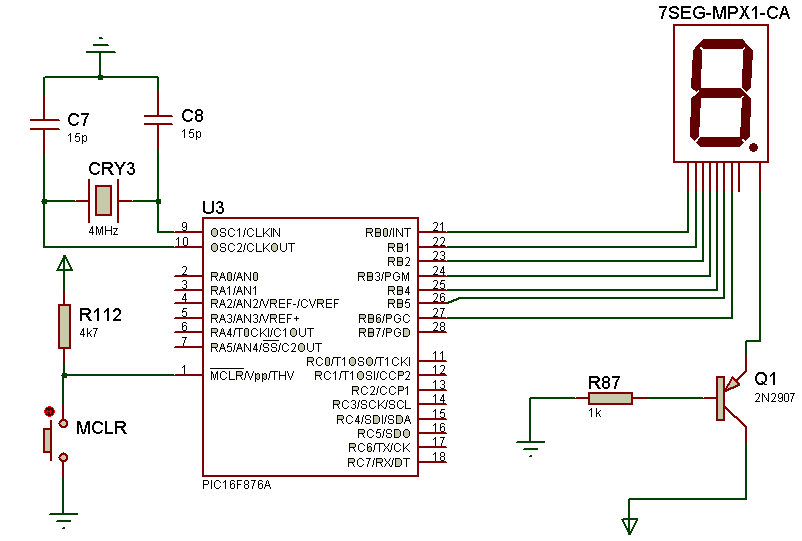 7SEG-MPX1-CA
C7
15p
C8
15p
CRY3
4MHz
U3
9 OSC1/CLKIN RB0/INT 21
10 OSC2/CLKOUT RB1 22
RB2 23
2 RA0/AN0 RB3/PGM 24
3 RA1/AN1 RB4 25
4 RA2/AN2/VREF-/CVREF RB5 26
5 RA3/AN3/VREF+ RB6/PGC 27
6 RA4/T0CKI/C1OUT RB7/PGD 28
7 RA5/AN4/SS/C2OUT
RC0/T1OSO/T1CKI 11
1 MCLR/Vpp/THV RC1/T1OSI/CCP2 12
RC2/CCP1 13
RC3/SCK/SCL 14
RC4/SDI/SDA 15
RC5/SDO 16
RC6/TX/CK 17
RC7/RX/DT 18
PIC16F876A
R112
4k7
MCLR
R87
1k
Q1
2N2907